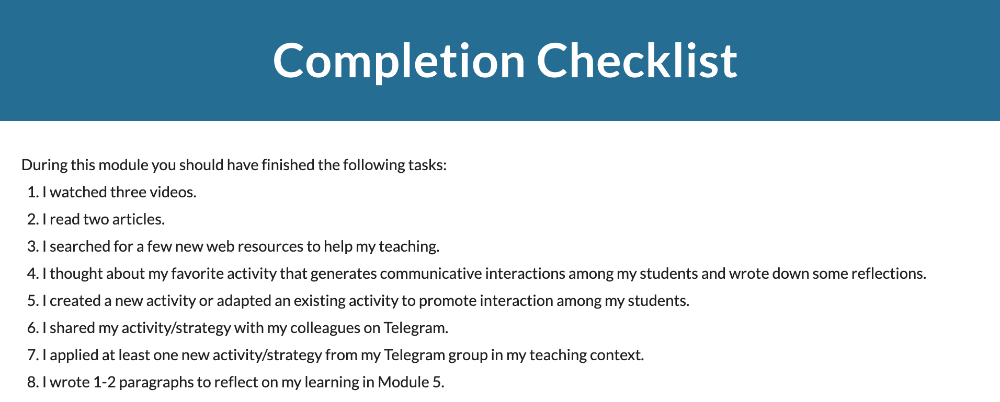 Completion Checklist
During this module you should have finished the following tasks:
1. I watched three videos.
2. I read two articles.
3. I searched for a few new web resources to help my teaching.
4. I thought about my favorite activity that generates communicative interactions among my students and wrote down some reflections.
5. I created a new activity or adapted an existing activity to promote interaction among my students.
6. I shared my activity/strategy with my colleagues on Telegram.
7. I applied at least one new activity/strategy from my Telegram group in my teaching context.
8. I wrote 1-2 paragraphs to reflect on my learning in Module 5.